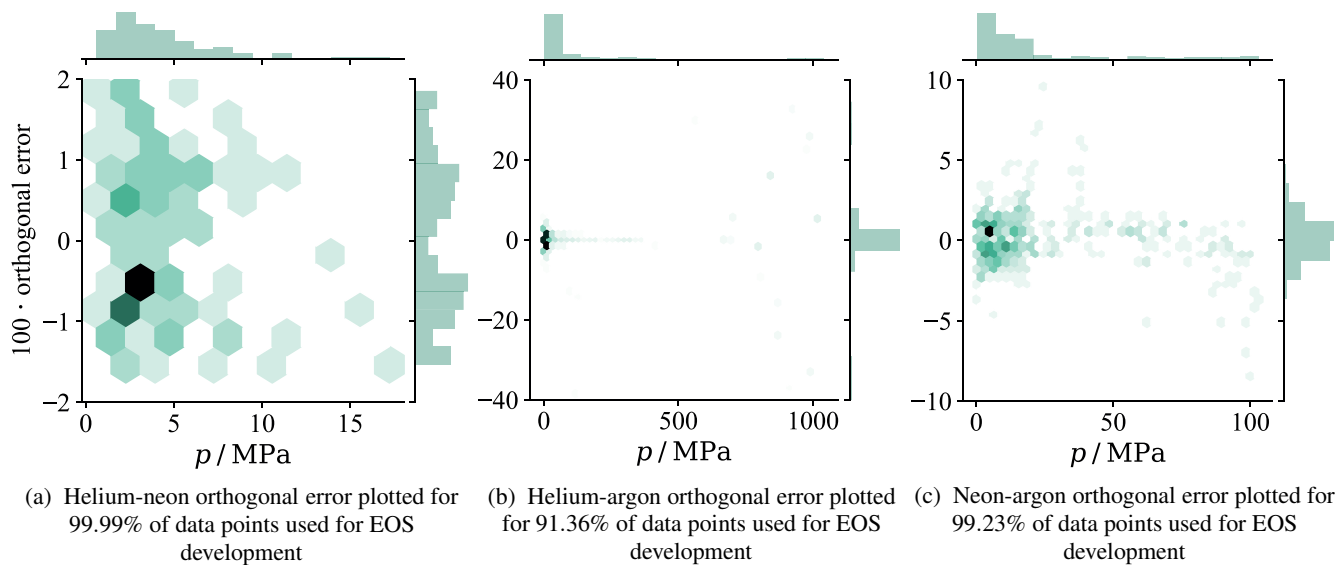 2
1
0
−1
−2
100 · orthogonal error
0
5
10
15
p / MPa
40
20
0
−20
−40
0
500
1000
p / MPa
10
5
0
−5
−10
0
50
100
p / MPa
(a) Helium-neon orthogonal error plotted for
99.99% of data points used for EOS
development
(b) Helium-argon orthogonal error plotted
for 91.36% of data points used for EOS
development
(c) Neon-argon orthogonal error plotted for
99.23% of data points used for EOS
development